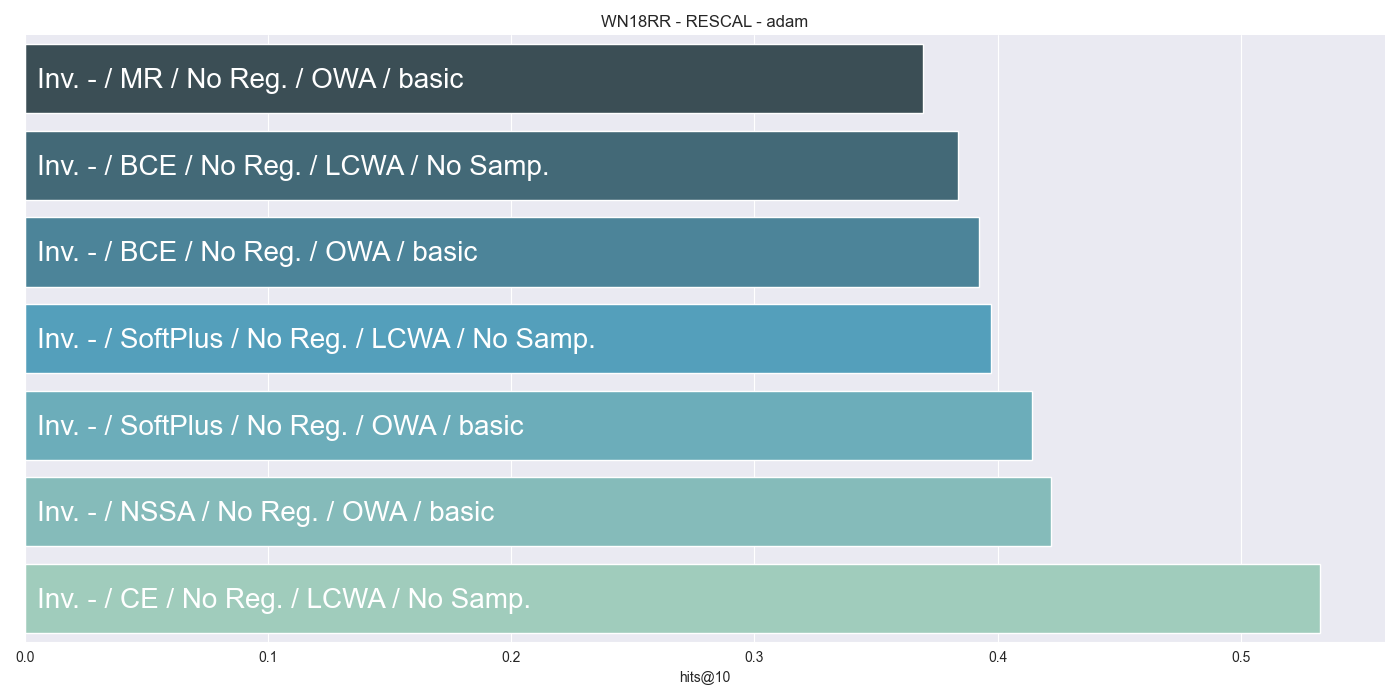 WN18RR - RESCAL - adam
Inv. - / MR / No Reg. / OWA / basic
Inv. - / BCE / No Reg. / LCWA / No Samp.
Inv. - / BCE / No Reg. / OWA / basic
Inv. - / SoftPlus / No Reg. / LCWA / No Samp.
Inv. - / SoftPlus / No Reg. / OWA / basic
Inv. - / NSSA / No Reg. / OWA / basic
Inv. - / CE / No Reg. / LCWA / No Samp.
0.0 0.1 0.2 0.3 0.4 0.5
hits@10